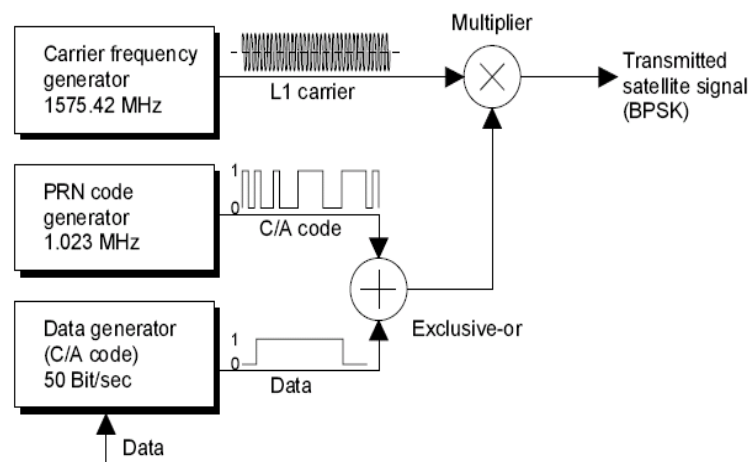 Multiplier
Carrier frequency
generator
1575.42 MHz
L1 carrier
Transmitted
satellite signal
(BPSK)
PRN code
generator
1.023 MHz
1
0
C/A code
Exclusive-or
Data generator
(C/A code)
50 Bit/sec
1
0
Data
Data